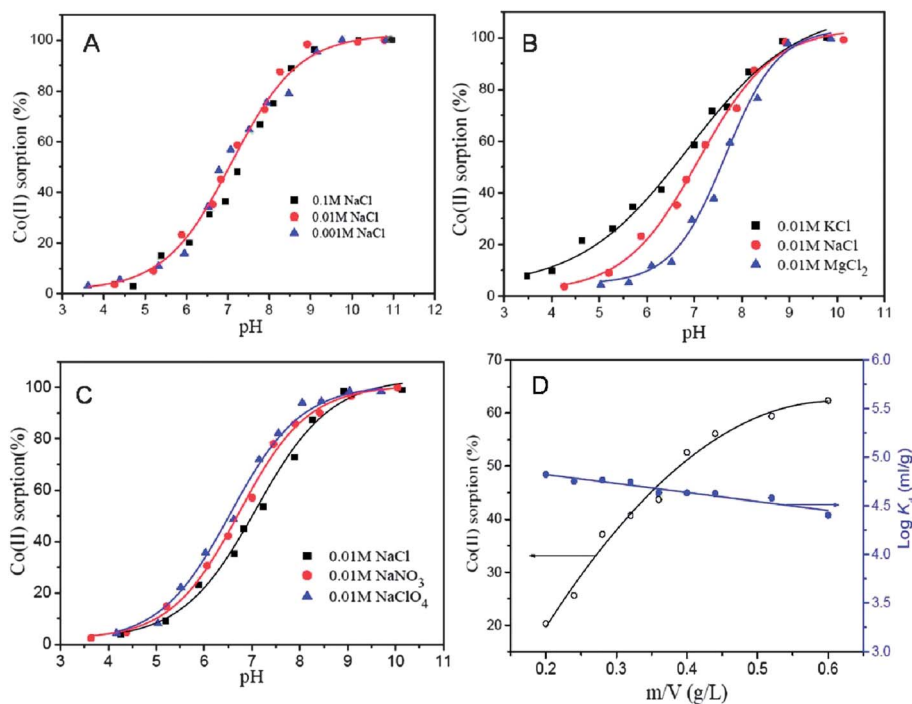 A
Co(II) sorption (%)
100
80
60
40
20
0
0.1M NaCl
0.01M NaCl
0.001M NaCl
3 4 5 6 7 8 9 10 11 12
pH
B
Co(II) sorption (%)
100
80
60
40
20
0
0.01M KCl
0.01M NaCl
0.01M MgCl₂
3 4 5 6 7 8 9 10 11
pH
C
Co(II) sorption(%)
100
80
60
40
20
0
0.01M NaCl
0.01M NaNO₃
0.01M NaClO₄
3 4 5 6 7 8 9 10 11
pH
D
Co(II) sorption (%)
70
60
50
40
30
20
6.0
5.5
5.0
4.5
4.0
3.5
3.0
(ml/g)
Log K
0.2 0.3 0.4 0.5 0.6
m/V (g/L)